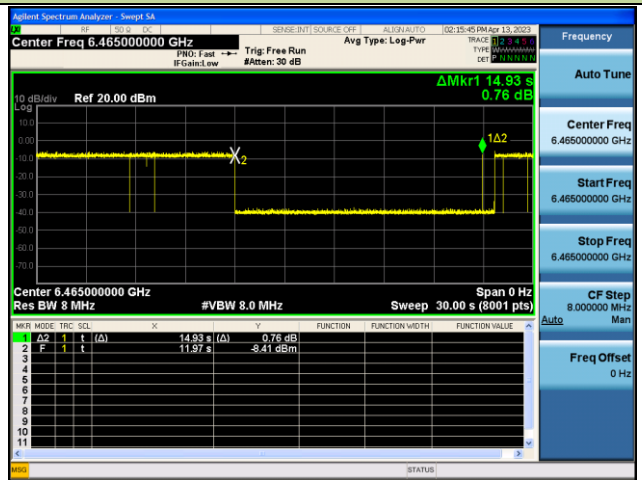 Agilent Spectrum Analyzer - Swept SA
RF 50 Ω DC SENSE:INT SOURCE OFF ALIGN AUTO 02:15:45 PM Apr 13, 2023
Center Freq 6.465000000 GHz Avg Type: Log-Pwr TRACE 1 2 3 4 5 6
PNO: Fast Trig: Free Run TYPE
IFGain:Low #Atten: 30 dB DET P N N N N N
Frequency
Auto Tune
Center Freq
6.465000000 GHz
Start Freq
6.465000000 GHz
Stop Freq
6.465000000 GHz
CF Step
8.000000 MHz
Auto Man
Freq Offset
0 Hz
ΔMkr1 14.93 s
10 dB/div Ref 20.00 dBm 0.76 dB
Log
10.0
0.00
-10.0
-20.0
-30.0
-40.0
-50.0
-60.0
-70.0
1Δ2
2
Center 6.465000000 GHz Span 0 Hz
Res BW 8 MHz #VBW 8.0 MHz Sweep 30.00 s (8001 pts)
MKR MODE TRC SCL X Y FUNCTION FUNCTION WIDTH FUNCTION VALUE
1 Δ2 1 t (Δ) 14.93 s (Δ) 0.76 dB
2 F 1 t 11.97 s -8.41 dBm
3
4
5
6
7
8
9
10
11
MSG STATUS